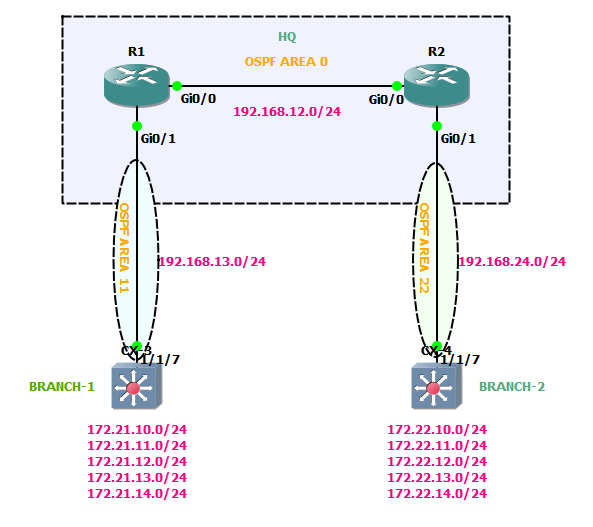 HQ
OSPF AREA 0
R1
R2
Gi0/0
Gi0/0
192.168.12.0/24
Gi0/1
Gi0/1
OSPF AREA 11
192.168.13.0/24
OSPF AREA 22
192.168.24.0/24
CX-3
1/1/7
CX-4
1/1/7
BRANCH-1
BRANCH-2
172.21.10.0/24
172.21.11.0/24
172.21.12.0/24
172.21.13.0/24
172.21.14.0/24
172.22.10.0/24
172.22.11.0/24
172.22.12.0/24
172.22.13.0/24
172.22.14.0/24